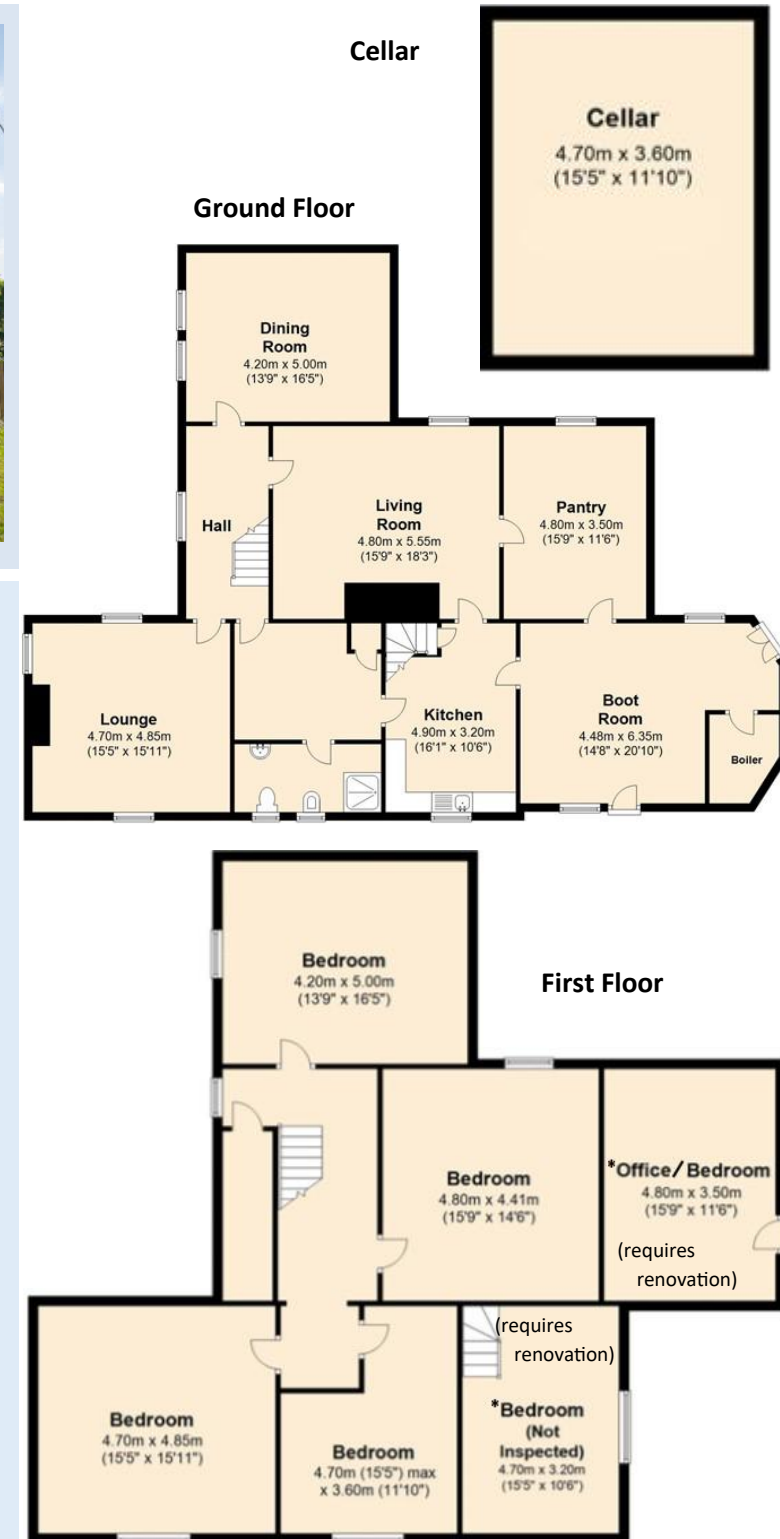 Cellar
Cellar
4.70m x 3.60m
(15'5" x 11'10")
Ground Floor
Dining
Room
4.20m x 5.00m
(13'9" x 16'5")
Hall
Living
Room
4.80m x 5.55m
(15'9" x 18'3")
Pantry
4.80m x 3.50m
(15'9" x 11'6")
Lounge
4.70m x 4.85m
(15'5" x 15'11")
Kitchen
4.90m x 3.20m
(16'1" x 10'6")
Boot
Room
4.48m x 6.35m
(14'8" x 20'10")
Boiler
First Floor
Bedroom
4.20m x 5.00m
(13'9" x 16'5")
Bedroom
4.80m x 4.41m
(15'9" x 14'6")
*Office/Bedroom
4.80m x 3.50m
(15'9" x 11'6")
(requires
renovation)
Bedroom
4.70m x 4.85m
(15'5" x 15'11")
Bedroom
4.70m (15'5") max
x 3.60m (11'10")
(requires
renovation)
*Bedroom
(Not
Inspected)
4.70m x 3.20m
(15'5" x 10'6")